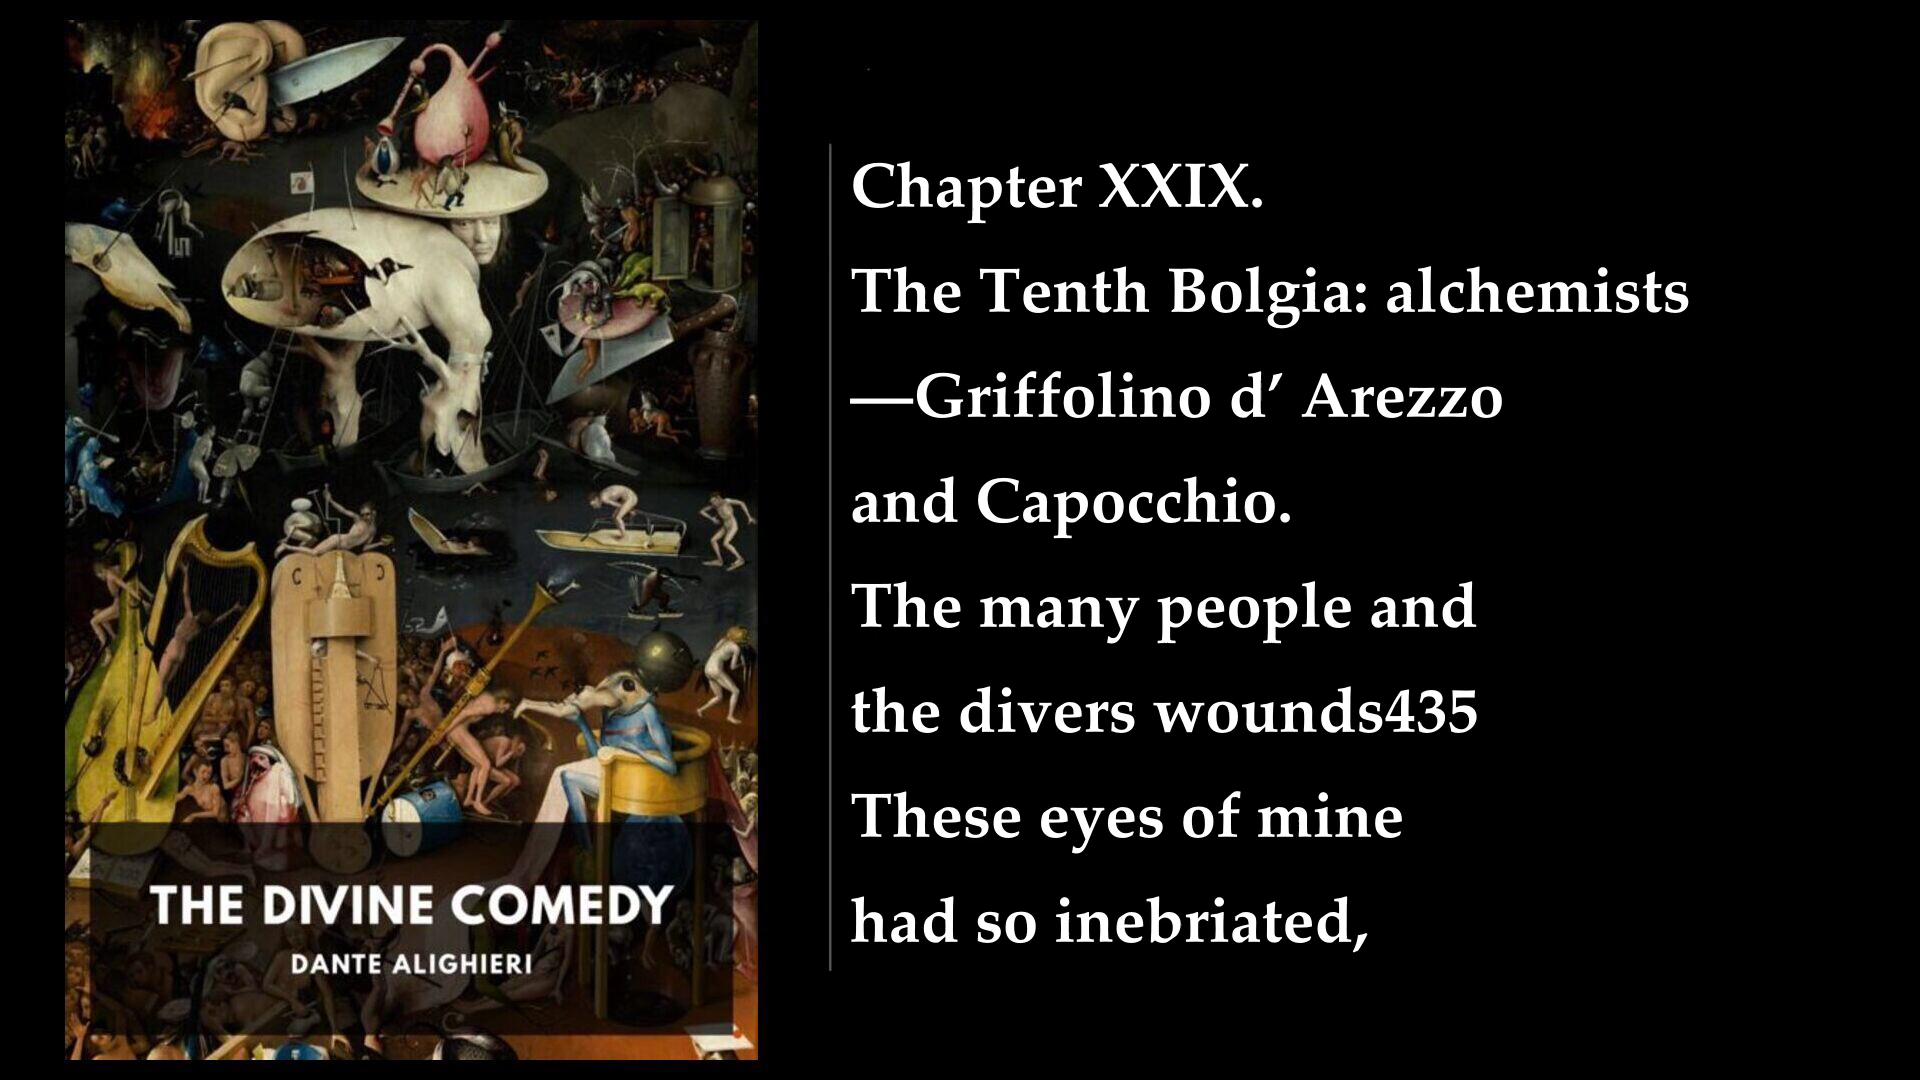 THE DIVINE COMEDY
DANTE ALIGHIERI
Chapter XXIX.
The Tenth Bolgia: alchemists
—Griffolino d’ Arezzo
and Capocchio.
The many people and
the divers wounds435
These eyes of mine
had so inebriated,